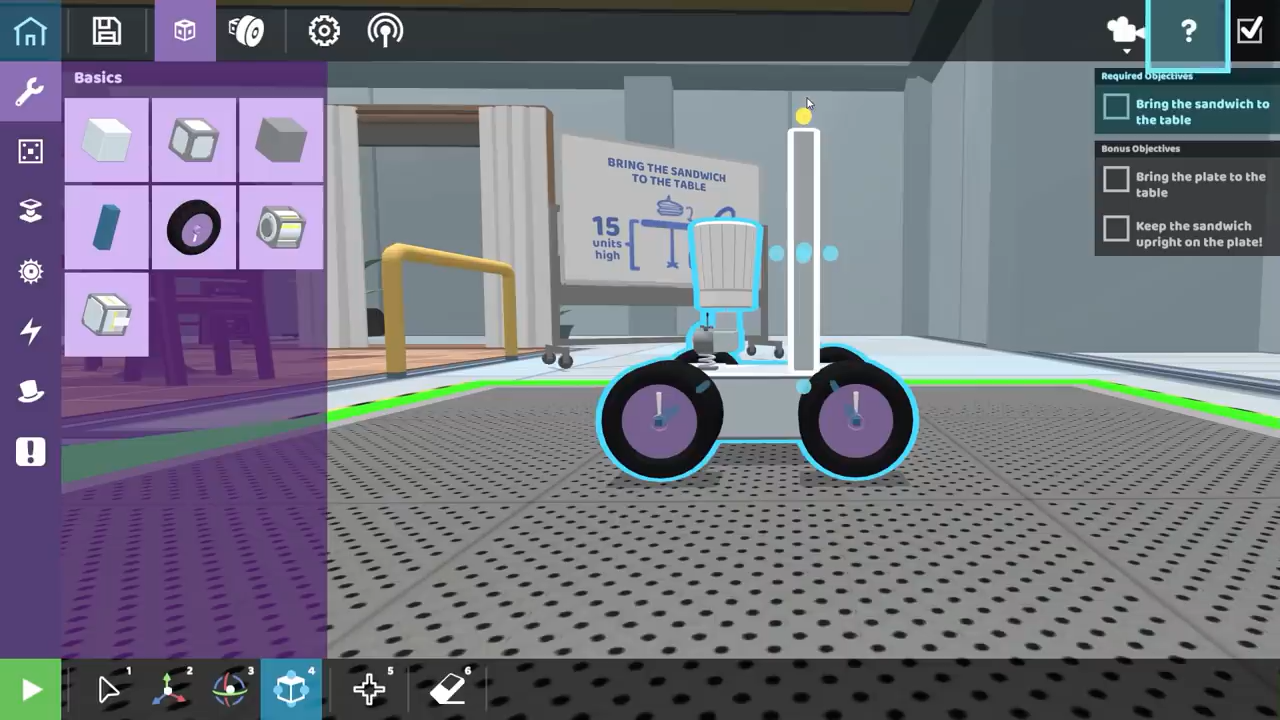 Basics
Required Objectives
Bring the sandwich to
the table
Bonus Objectives
Bring the plate to the
table
Keep the sandwich
upright on the plate!
BRING THE SANDWICH
TO THE TABLE
15
units
high
?
1
2
3
4
5
6